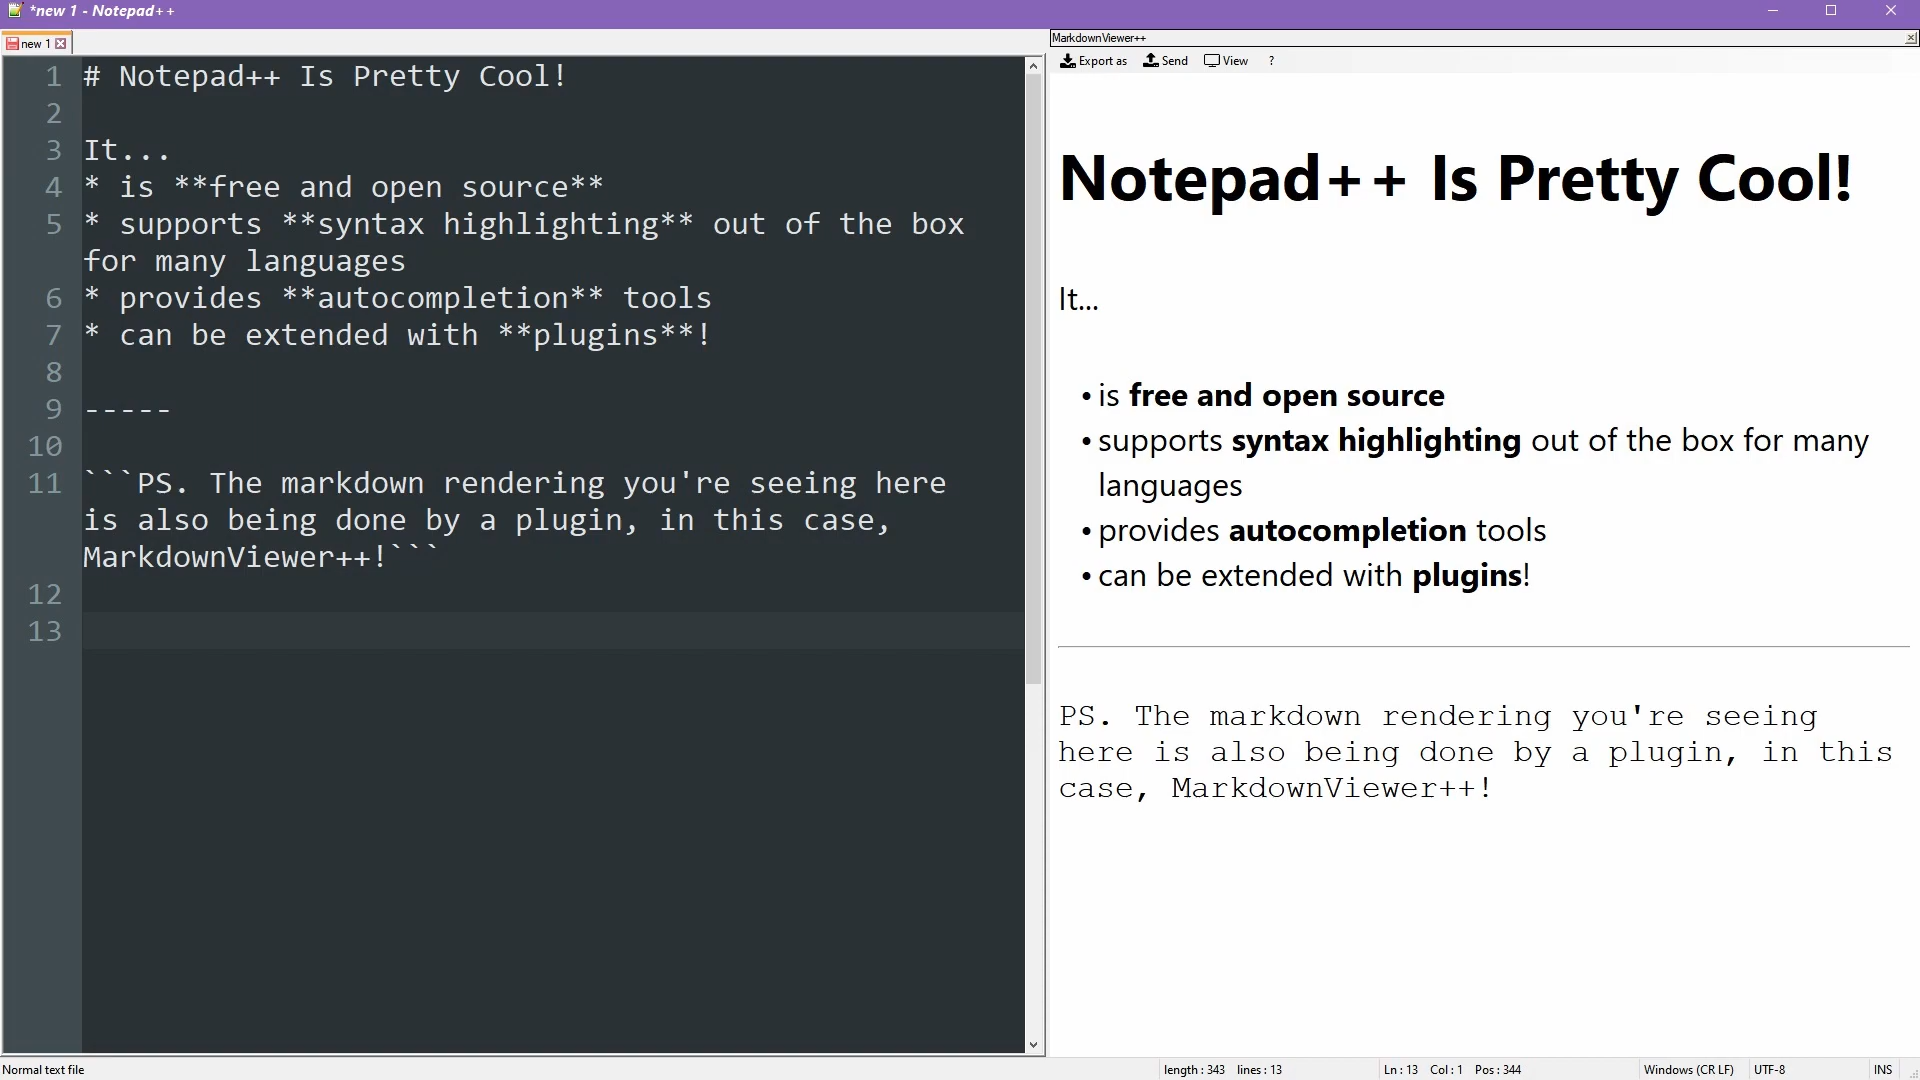 *new 1 - Notepad++
new 1
1 # Notepad++ Is Pretty Cool!
2
3 It...
4 * is **free and open source**
5 * supports **syntax highlighting** out of the box
for many languages
6 * provides **autocompletion** tools
7 * can be extended with **plugins**!
8
9 -----
10
11 ```PS. The markdown rendering you're seeing here
is also being done by a plugin, in this case,
MarkdownViewer++!```
12
13
MarkdownViewer++
Export as Send View ?
Notepad++ Is Pretty Cool!
It...
• is free and open source
• supports syntax highlighting out of the box for many
languages
• provides autocompletion tools
• can be extended with plugins!
PS. The markdown rendering you're seeing
here is also being done by a plugin, in this
case, MarkdownViewer++!
Normal text file length : 343 lines : 13 Ln : 13 Col : 1 Pos : 344 Windows (CR LF) UTF-8 INS